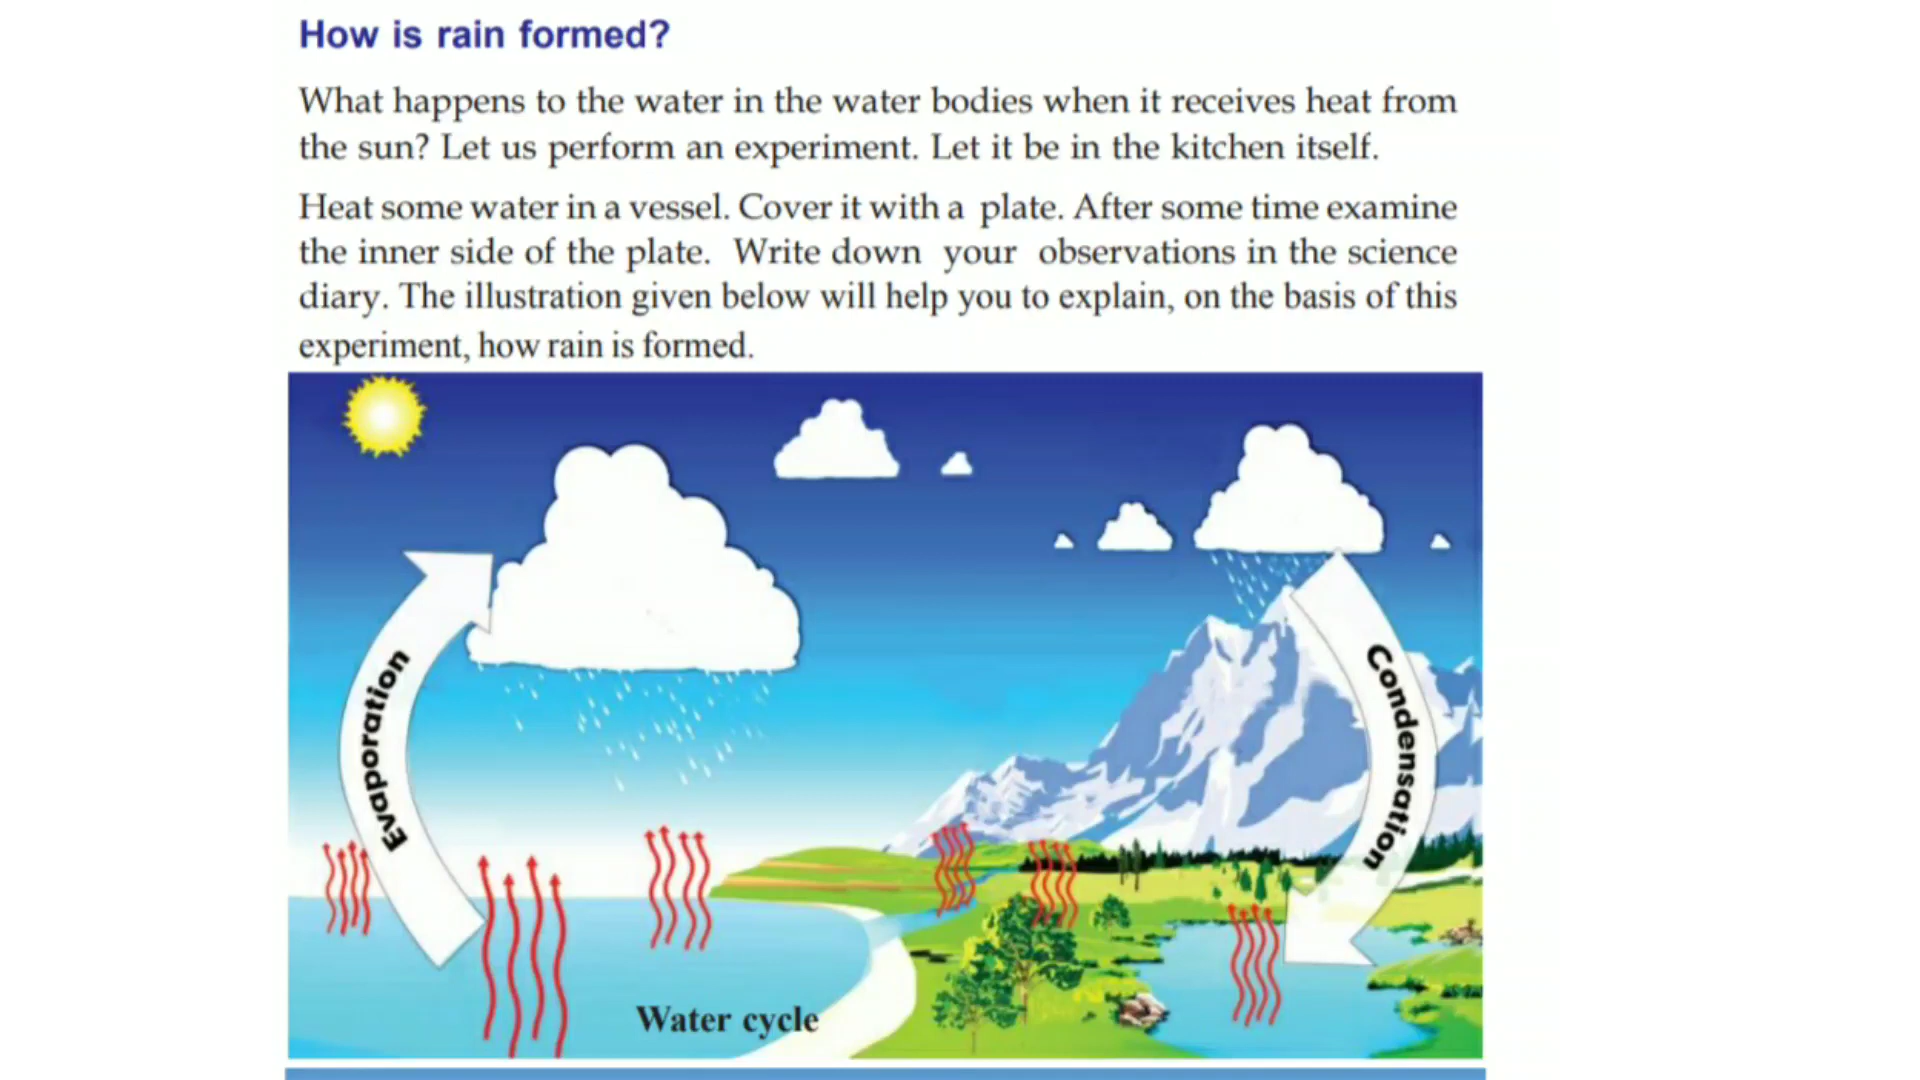 How is rain formed?
What happens to the water in the water bodies when it receives heat from
the sun? Let us perform an experiment. Let it be in the kitchen itself.
Heat some water in a vessel. Cover it with a plate. After some time examine
the inner side of the plate. Write down your observations in the science
diary. The illustration given below will help you to explain, on the basis of this
experiment, how rain is formed.
Evaporation
Condensation
Water cycle